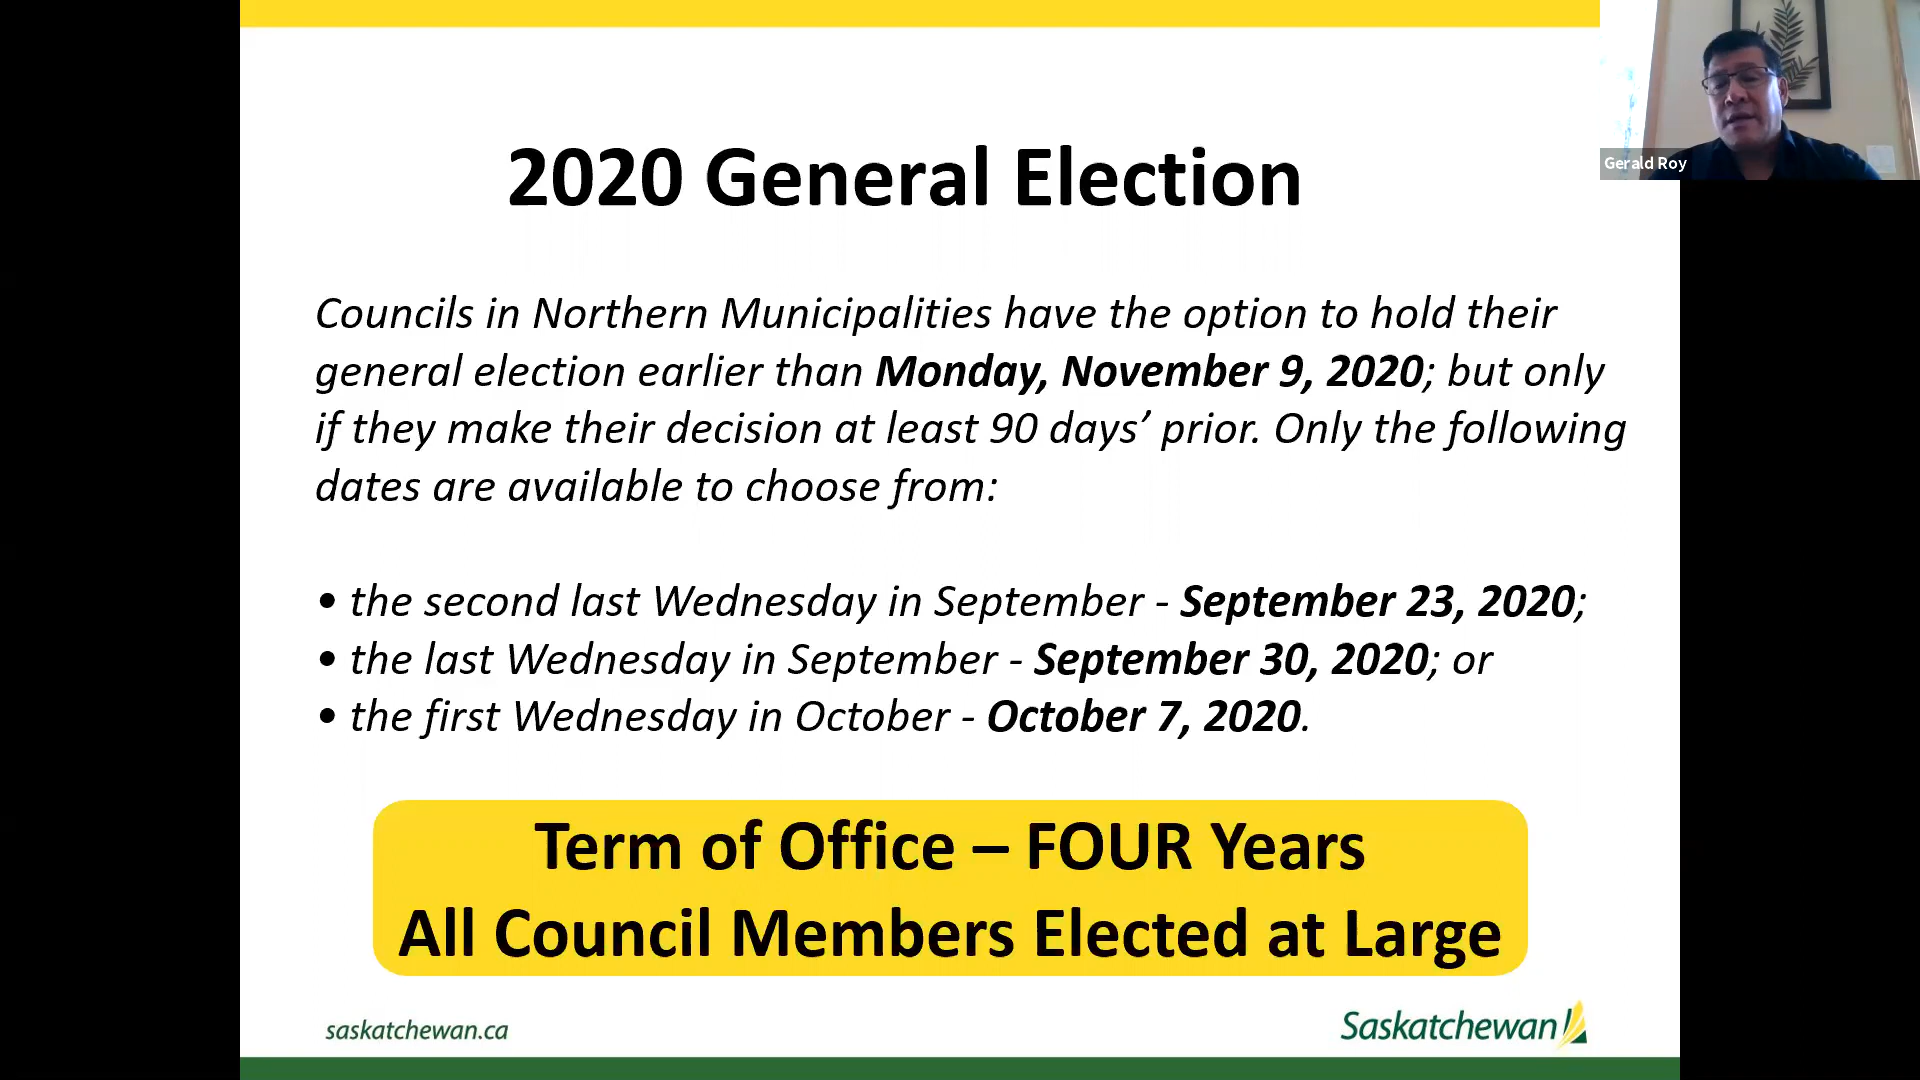 2020 General Election
Gerald Roy
Councils in Northern Municipalities have the option to hold their
general election earlier than Monday, November 9, 2020; but only
if they make their decision at least 90 days’ prior. Only the following
dates are available to choose from:
• the second last Wednesday in September - September 23, 2020;
• the last Wednesday in September - September 30, 2020; or
• the first Wednesday in October - October 7, 2020.
Term of Office – FOUR Years
All Council Members Elected at Large
saskatchewan.ca
Saskatchewan